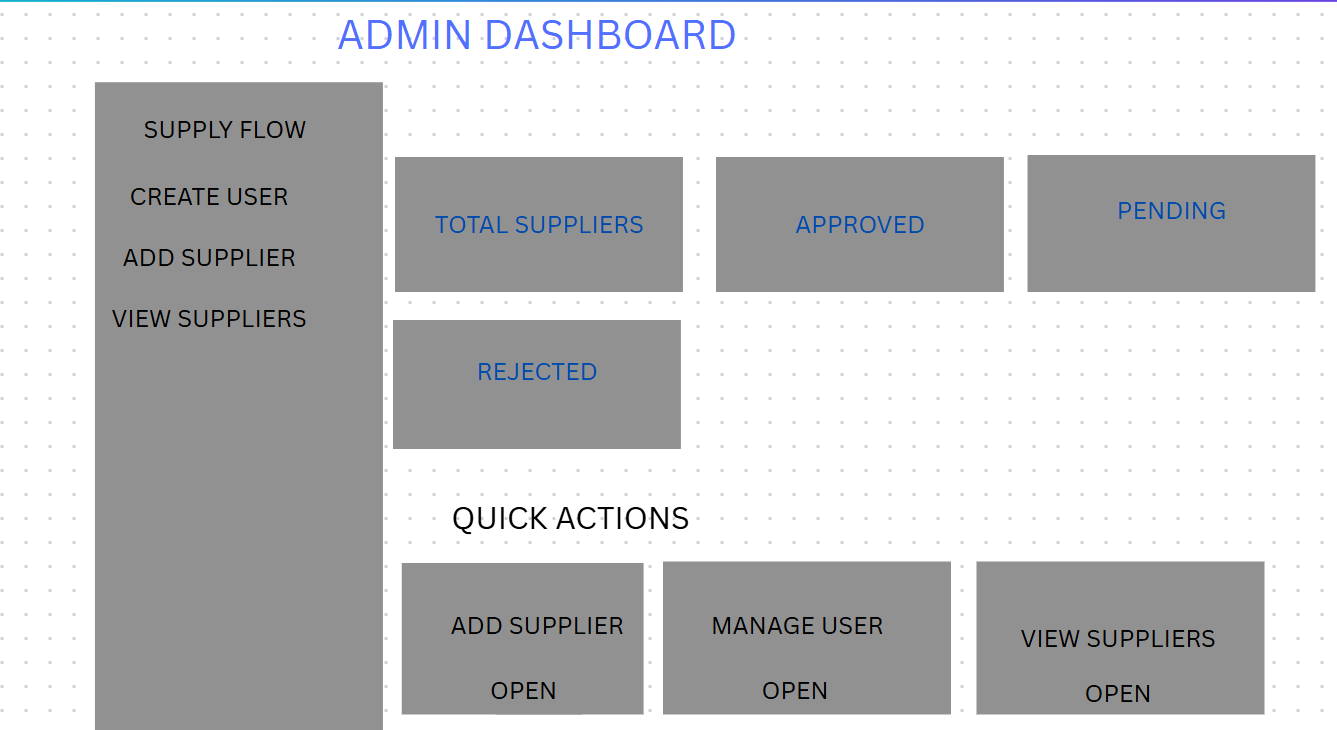 ADMIN DASHBOARD
SUPPLY FLOW
CREATE USER
ADD SUPPLIER
VIEW SUPPLIERS
TOTAL SUPPLIERS
APPROVED
PENDING
REJECTED
QUICK ACTIONS
ADD SUPPLIER
OPEN
MANAGE USER
OPEN
VIEW SUPPLIERS
OPEN